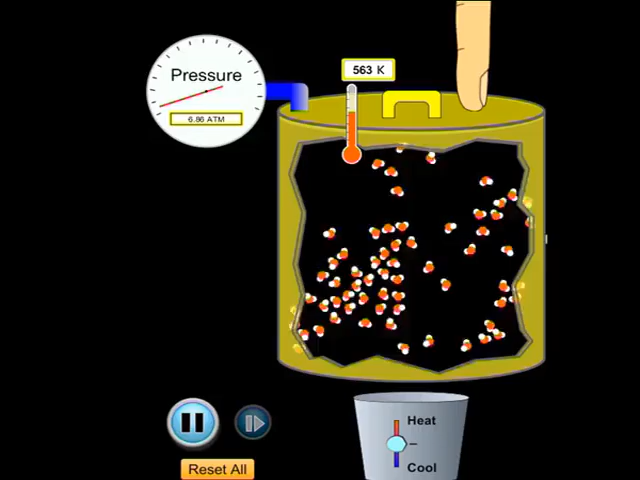 563 K
Pressure
6.86 ATM
Heat
Cool
Reset All